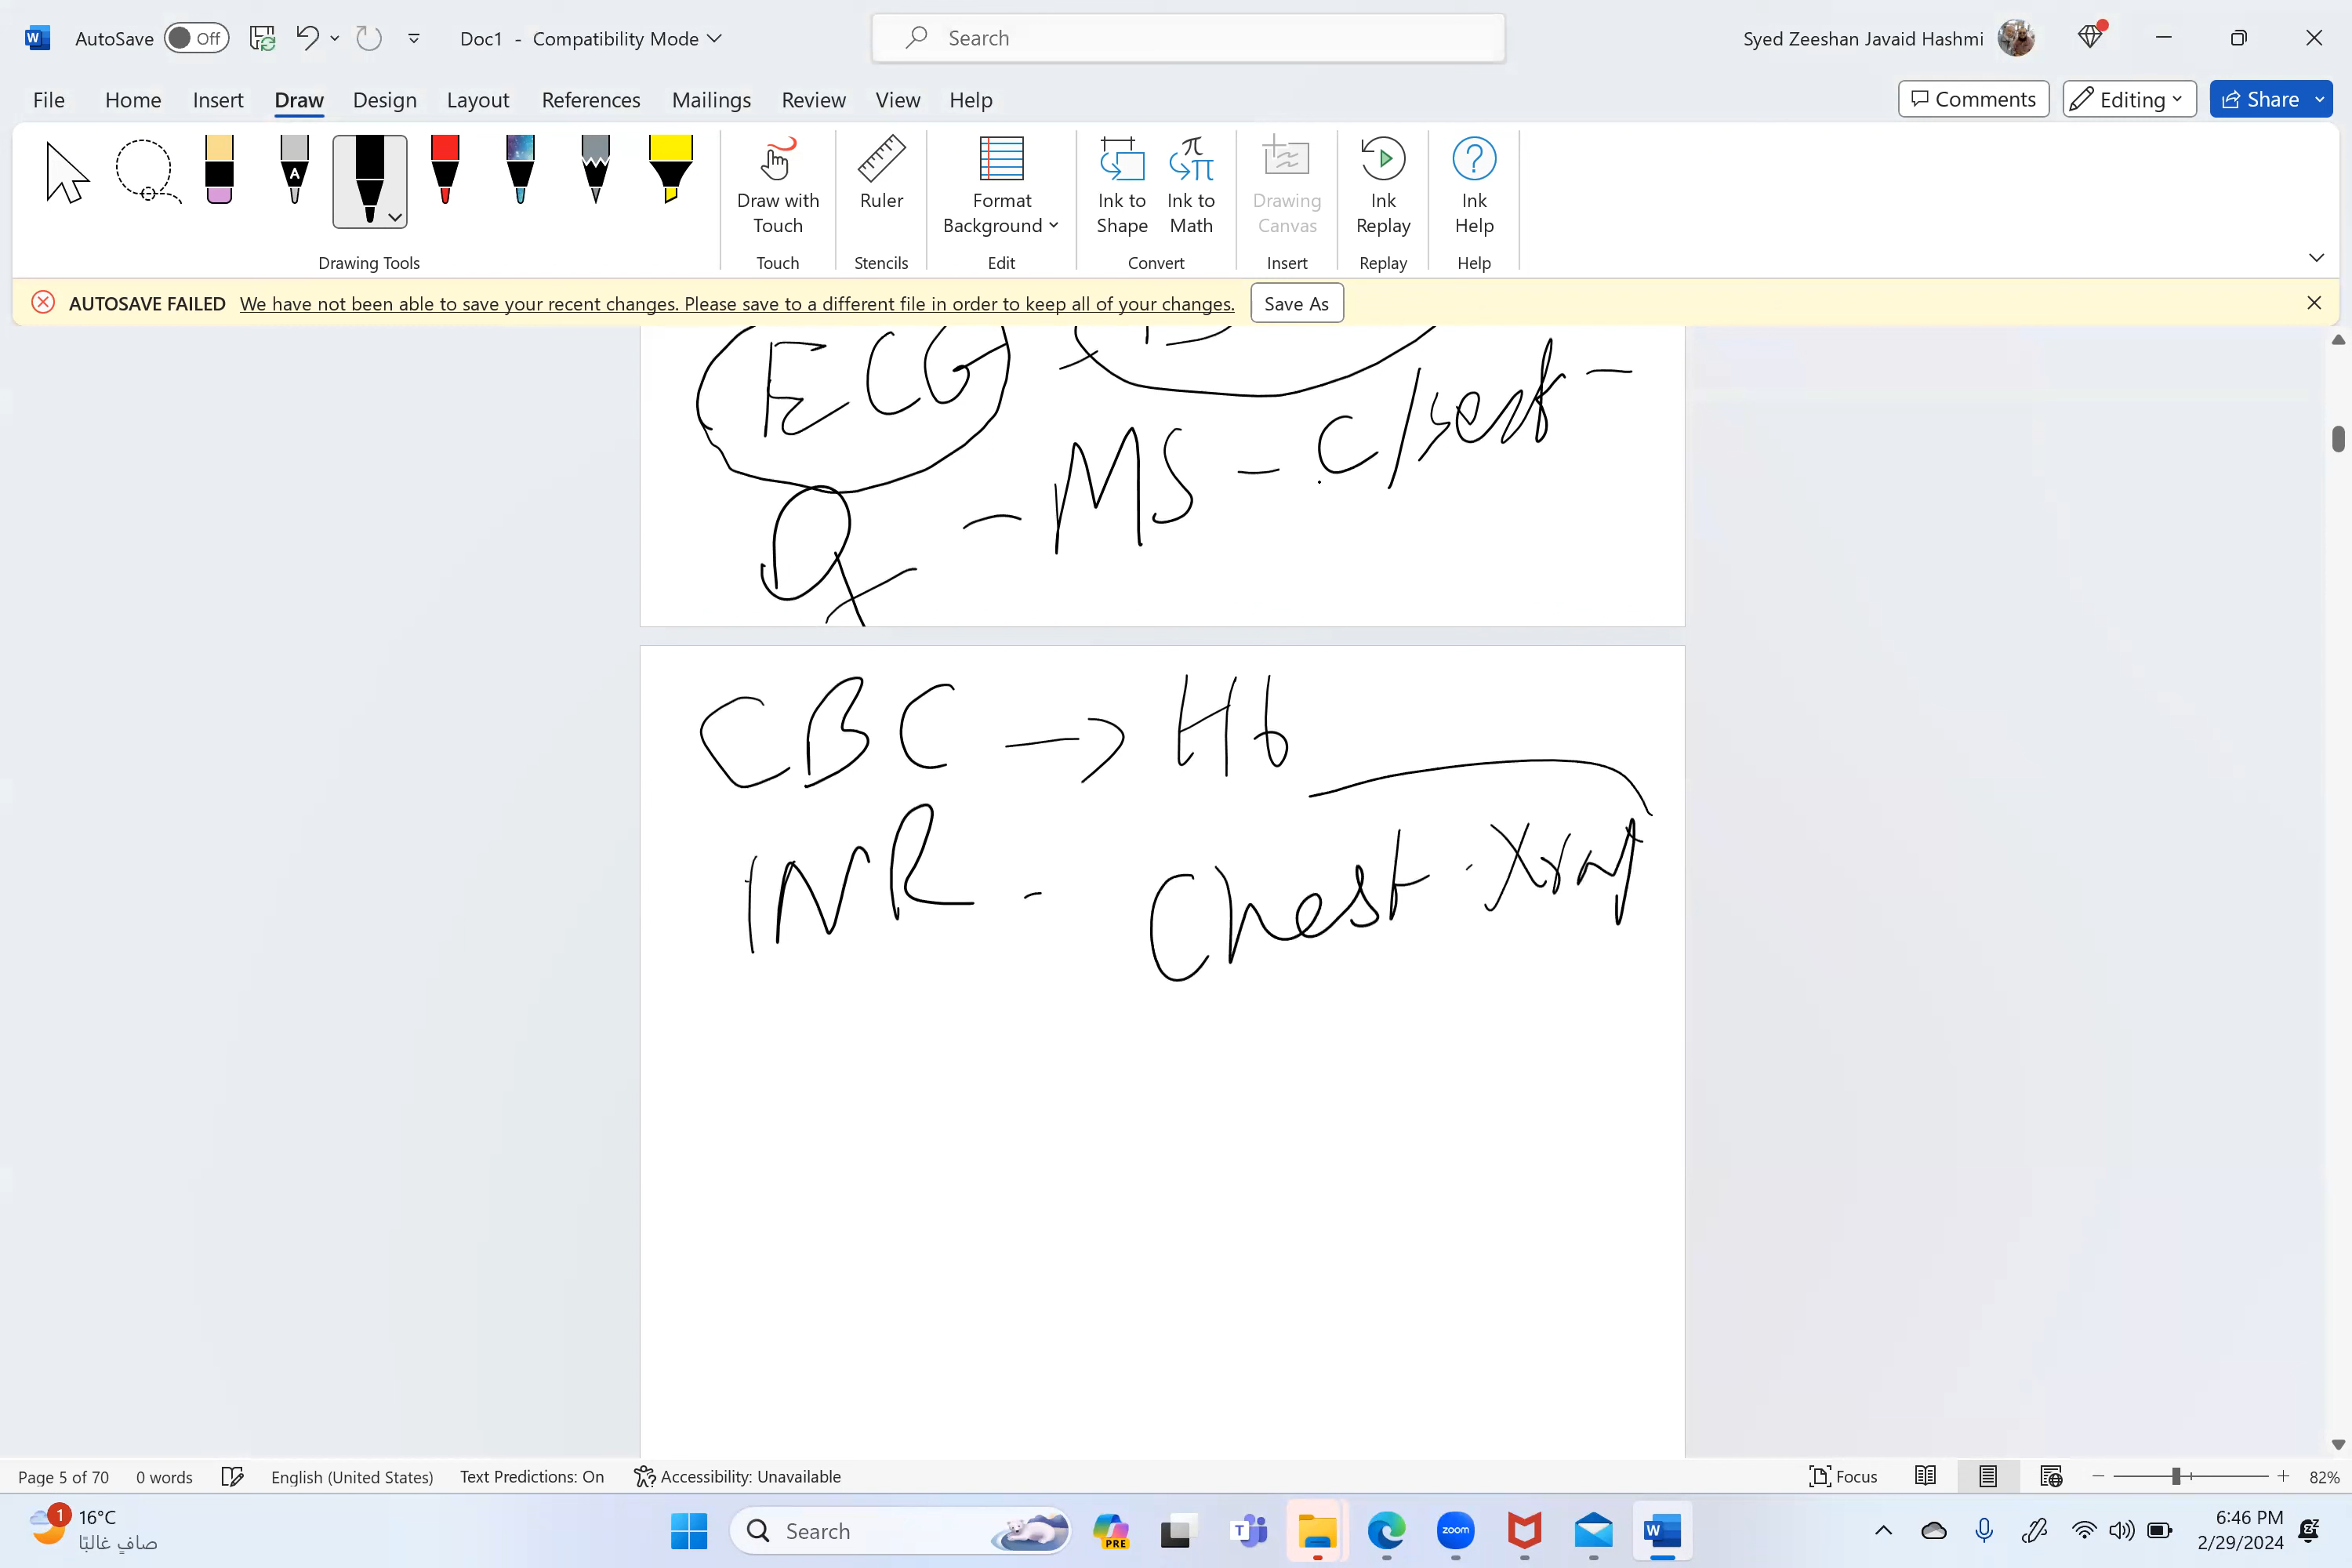 AutoSave Off Doc1 - Compatibility Mode Search Syed Zeeshan Javaid Hashmi
File Home Insert Draw Design Layout References Mailings Review View Help Comments Editing Share
A
Draw with Touch Ruler Format Background Ink to Shape Ink to Math Drawing Canvas Ink Replay Ink Help
Drawing Tools Touch Stencils Edit Convert Insert Replay Help
AUTOSAVE FAILED We have not been able to save your recent changes. Please save to a different file in order to keep all of your changes. Save As
ECG
- MS - C/
CBC → Hb
INR - Chest - Xray
Page 5 of 70 0 words English (United States) Text Predictions: On Accessibility: Unavailable Focus 82%
1 16°C Search PRE zoom 6:46 PM
صافٍ غالبًا 2/29/2024